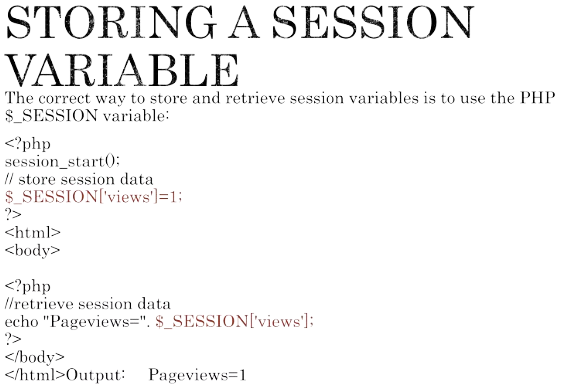 STORING A SESSION
VARIABLE
The correct way to store and retrieve session variables is to use the PHP
$_SESSION variable:
<?php
session_start();
// store session data
$_SESSION['views']=1;
?>
<html>
<body>
<?php
//retrieve session data
echo "Pageviews=". $_SESSION['views'];
?>
</body>
</html>Output: Pageviews=1